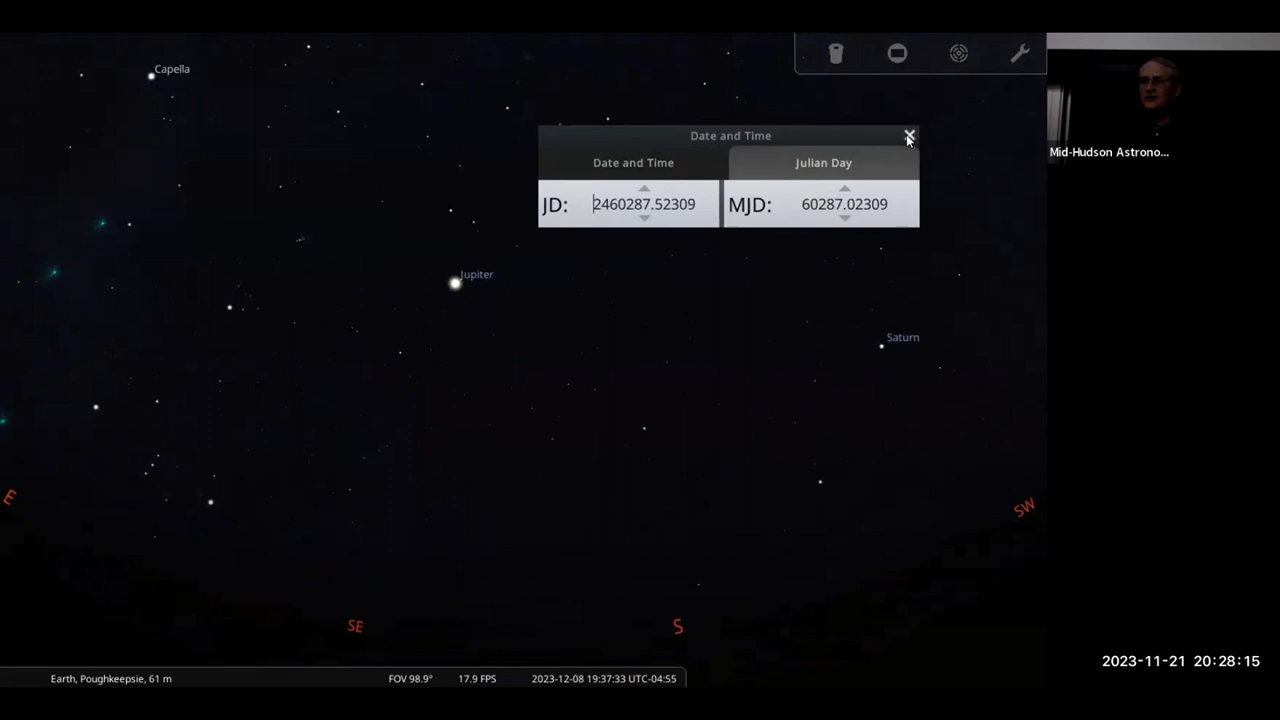 Capella
Date and Time
Date and Time
Julian Day
JD: 2460287.52309
MJD: 60287.02309
Mid-Hudson Astrono...
Jupiter
Saturn
E
SW
SE
S
2023-11-21 20:28:15
Earth, Poughkeepsie, 61 m
FOV 98.9°
17.9 FPS
2023-12-08 19:37:33 UTC-04:55